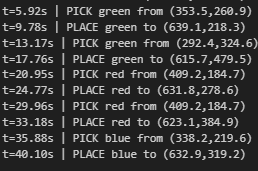 t=5.92s | PICK green from (353.5,260.9)
t=9.78s | PLACE green to (639.1,218.3)
t=13.17s | PICK green from (292.4,324.6)
t=17.76s | PLACE green to (615.7,479.5)
t=20.95s | PICK red from (409.2,184.7)
t=24.77s | PLACE red to (631.8,278.6)
t=29.96s | PICK red from (409.2,184.7)
t=33.18s | PLACE red to (623.1,384.9)
t=35.88s | PICK blue from (338.2,219.6)
t=40.10s | PLACE blue to (632.9,319.2)